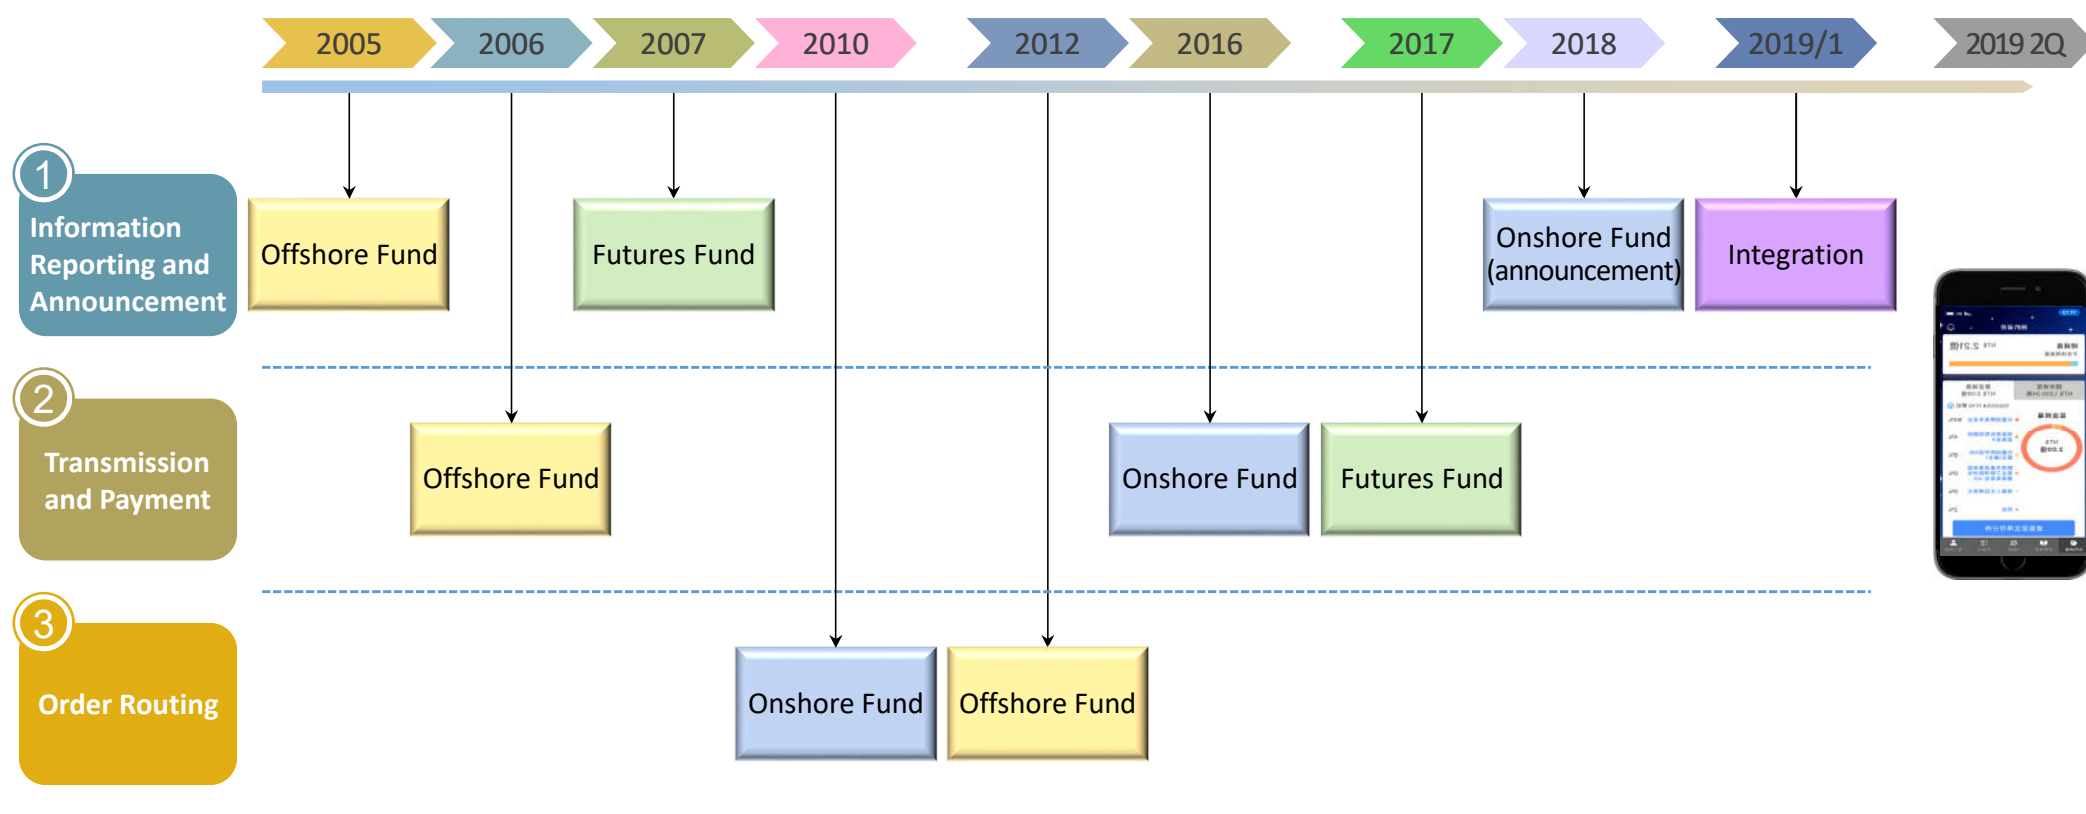 2005
2006
2007
2010
2012
2016
2017
2018
2019/1
2019 2Q
1
Information
Reporting and
Announcement
Offshore Fund
Futures Fund
Onshore Fund
(announcement)
Integration
2
Transmission
and Payment
Offshore Fund
Onshore Fund
Futures Fund
3
Order Routing
Onshore Fund
Offshore Fund